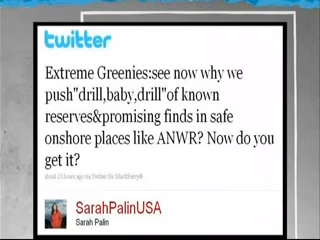 twitter
Extreme Greenies:see now why we
push"drill,baby,drill"of known
reserves&promising finds in safe
onshore places like ANWR? Now do you
get it?
SarahPalinUSA
Sarah Palin